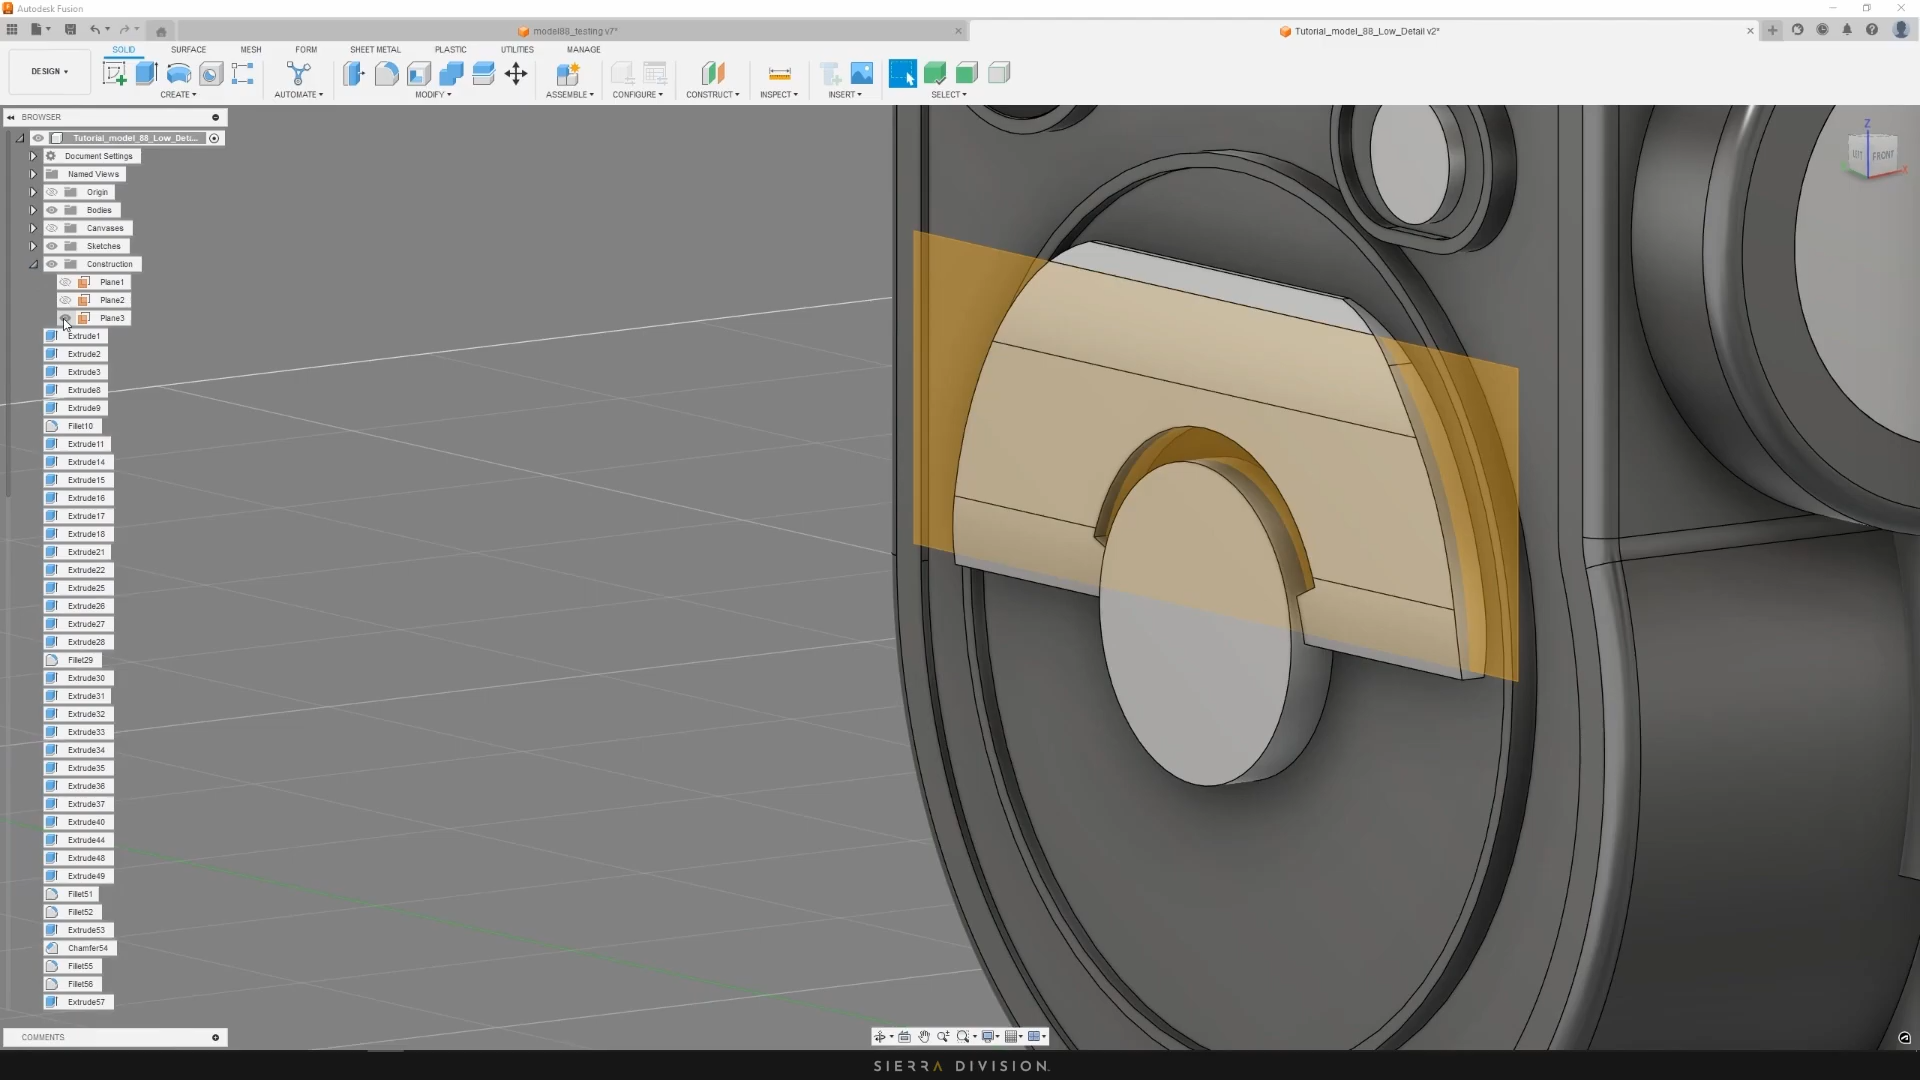 Autodesk Fusion
model88_testing v7*
Tutorial_model_88_Low_Detail v2*
SOLID SURFACE MESH FORM SHEET METAL PLASTIC UTILITIES MANAGE
DESIGN
CREATE AUTOMATE MODIFY ASSEMBLE CONFIGURE CONSTRUCT INSPECT INSERT SELECT
BROWSER
Tutorial_model_88_Low_Det...
Document Settings
Named Views
Origin
Bodies
Canvases
Sketches
Construction
Plane1
Plane2
Plane3
Extrude1
Extrude2
Extrude3
Extrude8
Extrude9
Fillet10
Extrude11
Extrude14
Extrude15
Extrude16
Extrude17
Extrude18
Extrude21
Extrude22
Extrude25
Extrude26
Extrude27
Extrude28
Fillet29
Extrude30
Extrude31
Extrude32
Extrude33
Extrude34
Extrude35
Extrude36
Extrude37
Extrude40
Extrude44
Extrude48
Extrude49
Fillet51
Fillet52
Extrude53
Chamfer54
Fillet55
Fillet56
Extrude57
COMMENTS
Z
LEFT FRONT
X
SIERRA DIVISION.